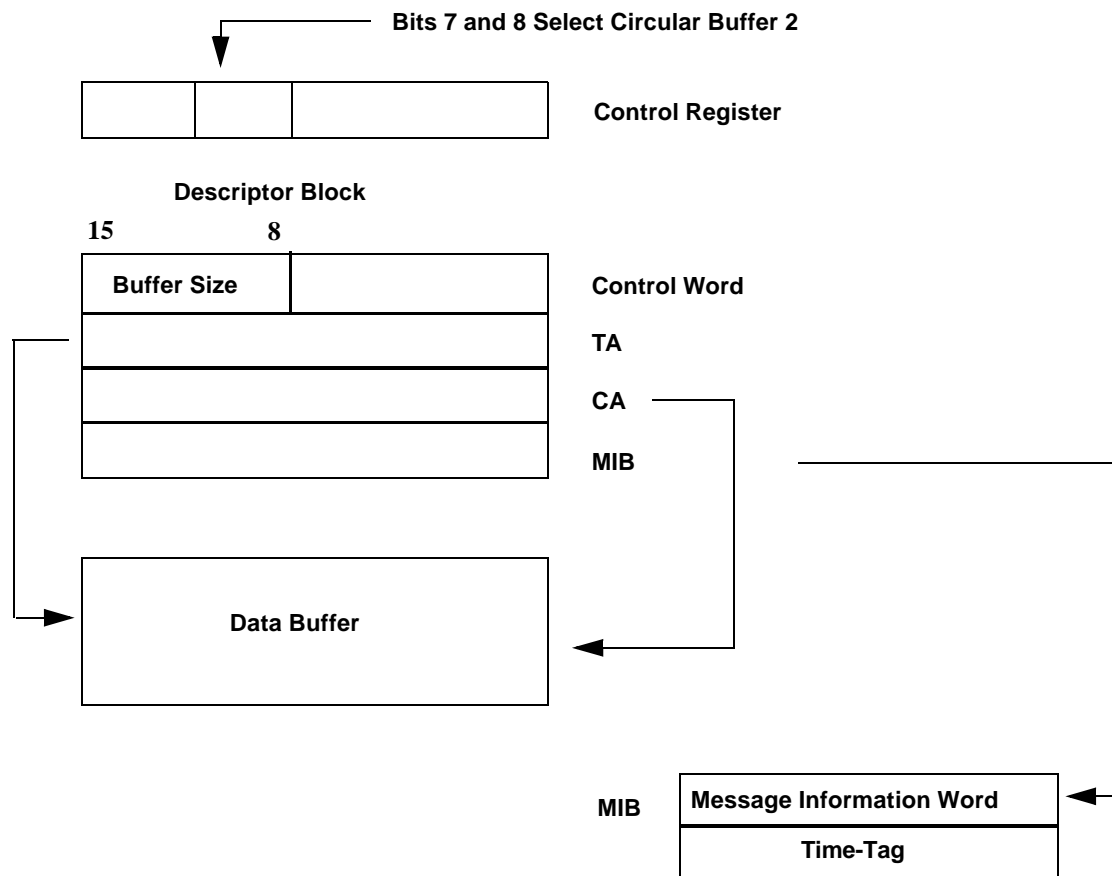 Bits 7 and 8 Select Circular Buffer 2
Control Register
Descriptor Block
15 8
Buffer Size
Control Word
TA
CA
MIB
Data Buffer
MIB
Message Information Word
Time-Tag